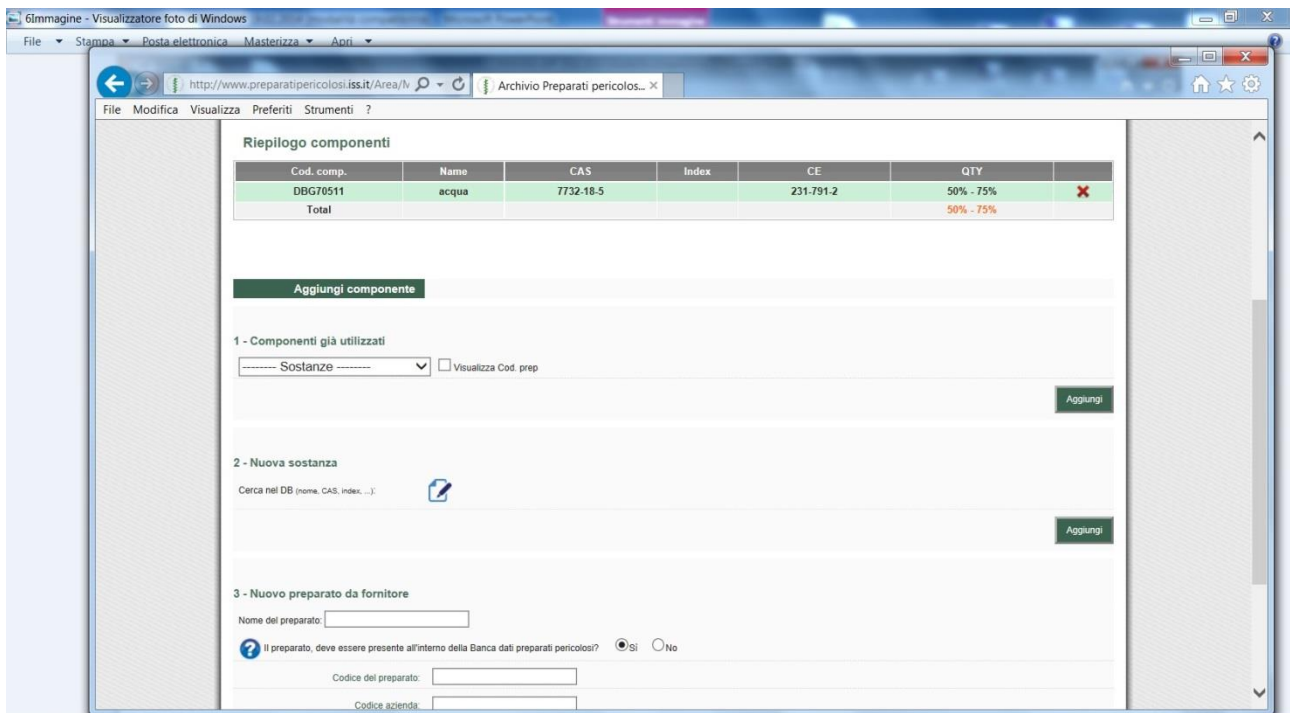 6Immagine - Visualizzatore foto di Windows
File Stampa Posta elettronica Masterizza Apri
http://www.preparatipericolosi.iss.it/Area/M Archivio Preparati pericolos...
File Modifica Visualizza Preferiti Strumenti ?
Riepilogo componenti
Cod. comp. Name CAS Index CE QTY
DBG70511 acqua 7732-18-5 231-791-2 50% - 75%
Total 50% - 75%
Aggiungi componente
1 - Componenti già utilizzati
-------- Sostanze -------- Visualizza Cod. prep
Aggiungi
2 - Nuova sostanza
Cerca nel DB (nome, CAS, index, ...):
Aggiungi
3 - Nuovo preparato da fornitore
Nome del preparato:
Il preparato, deve essere presente all'interno della Banca dati preparati pericolosi? Sì No
Codice del preparato:
Codice azienda: